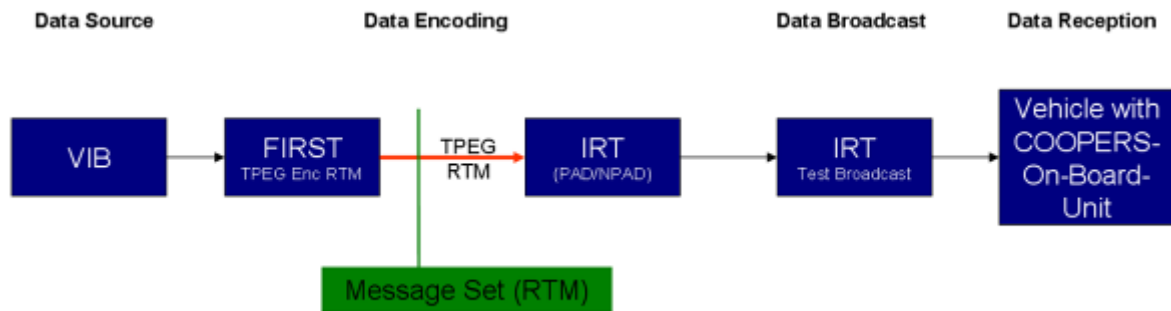 Data Source
Data Encoding
Data Broadcast
Data Reception
VIB
FIRST
TPEG Enc RTM
TPEG
RTM
IRT
(PAD/NPAD)
IRT
Test Broadcast
Vehicle with
COOPERS-
On-Board-
Unit
Message Set (RTM)